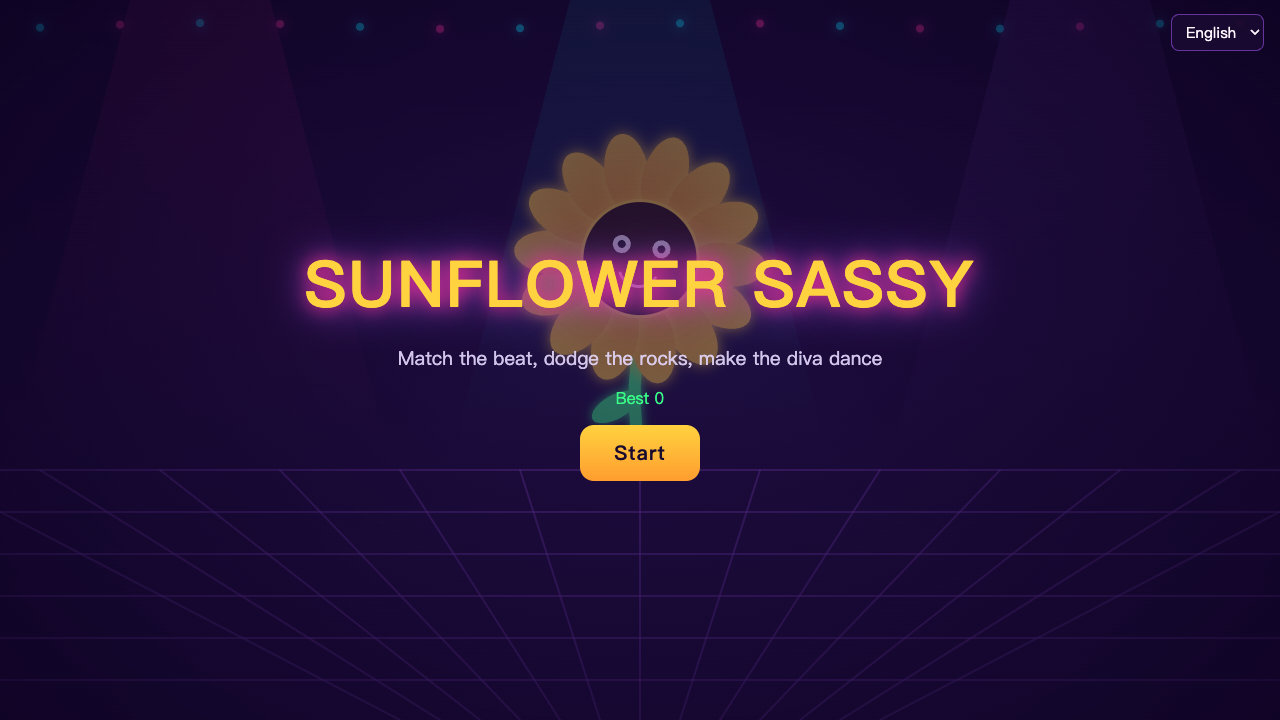 English
SUNFLOWER SASSY
Match the beat, dodge the rocks, make the diva dance
Best 0
Start